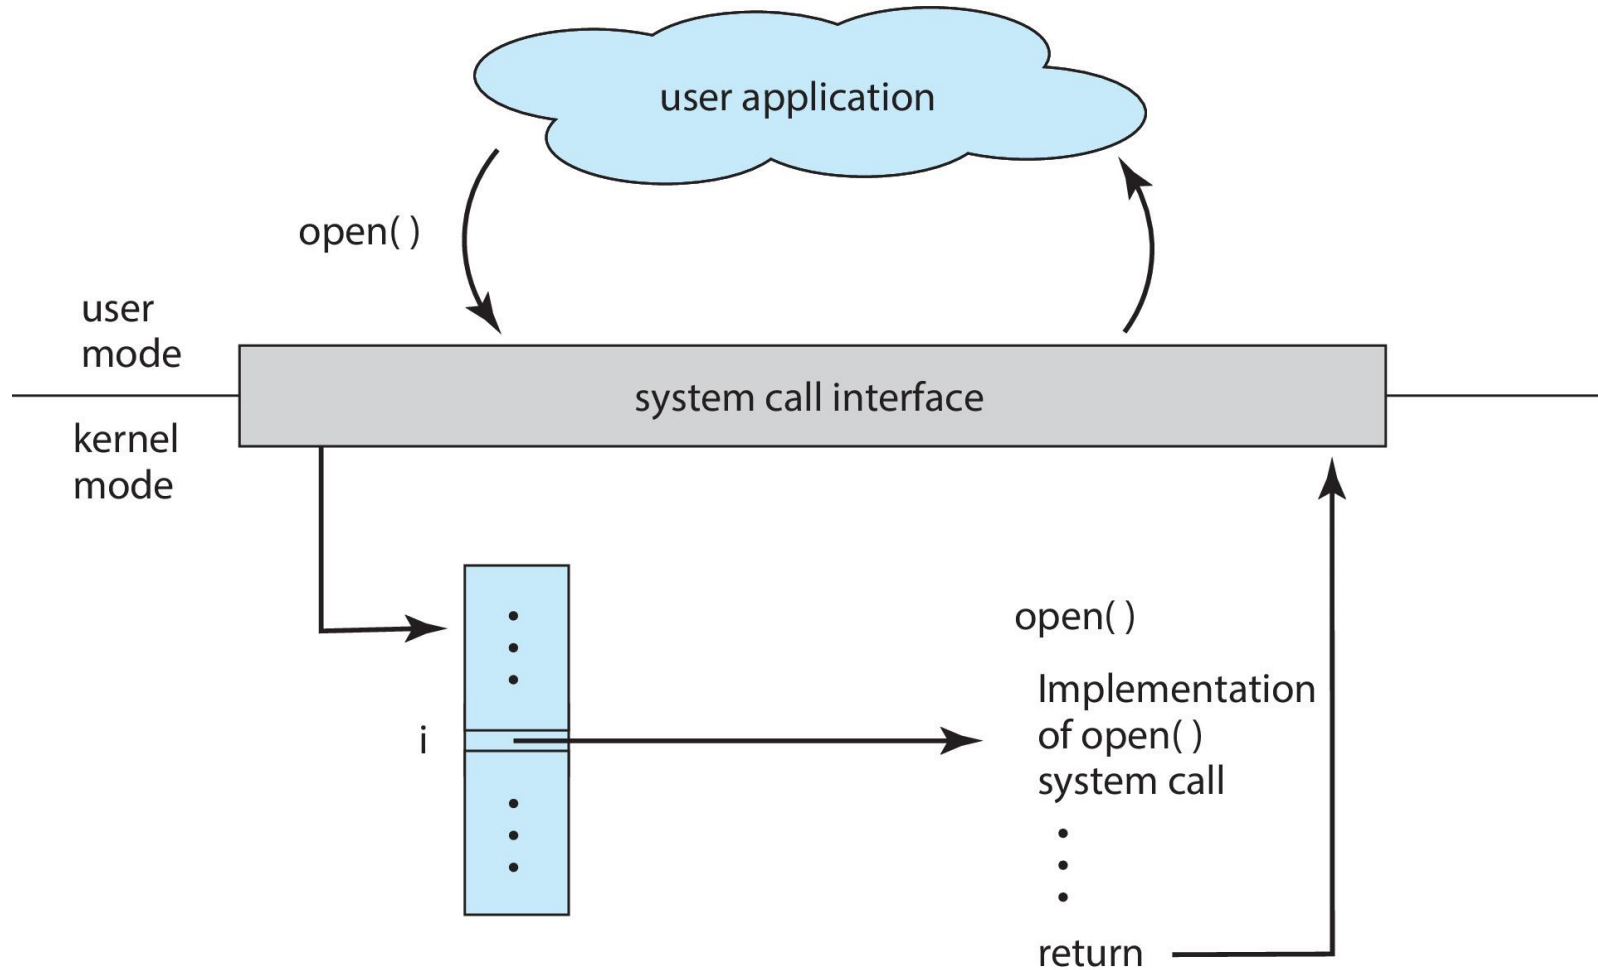 user application
open( )
user
mode
system call interface
kernel
mode
open( )
Implementation
i
of open( )
system call
return